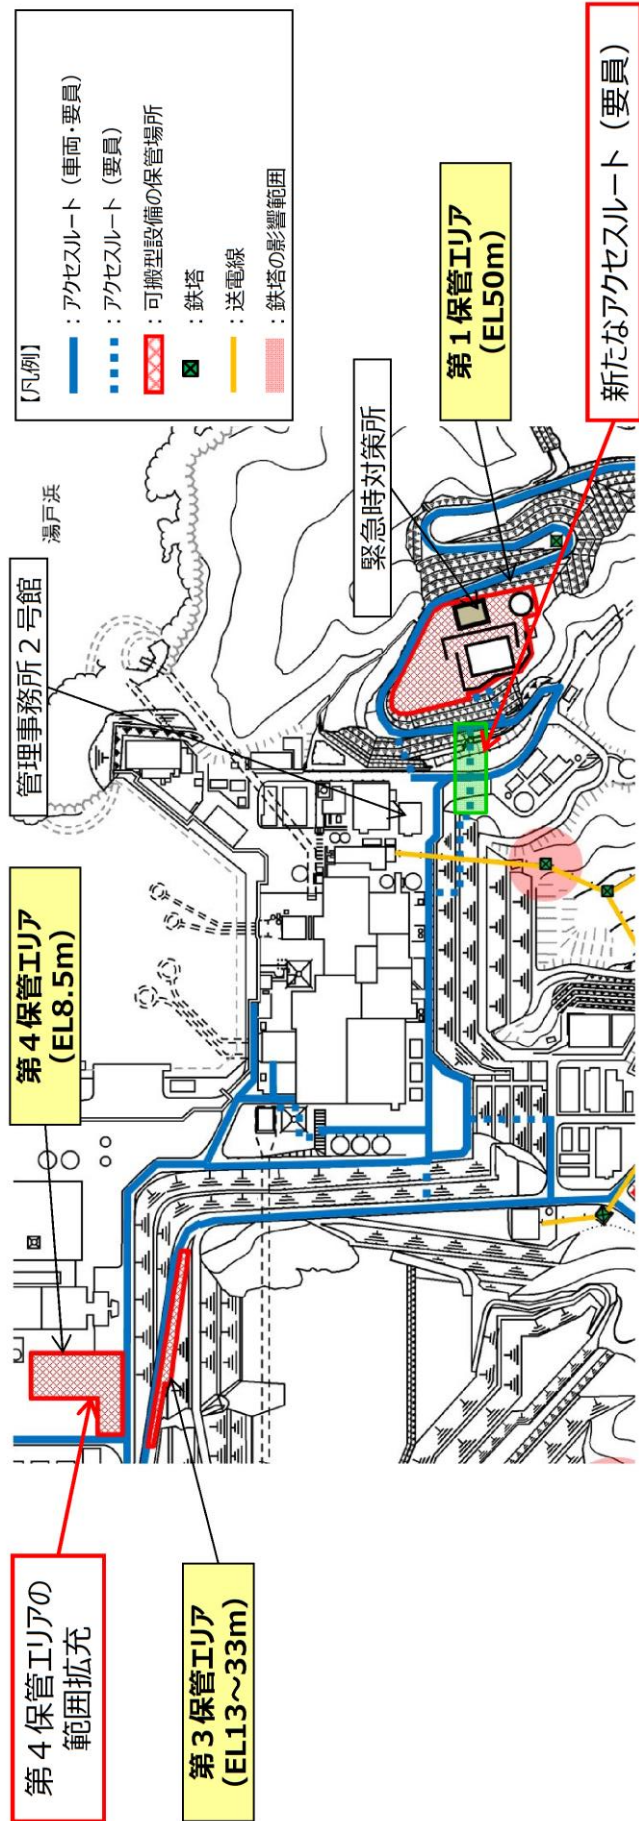 第４保管エリアの
範囲拡充
第４保管エリア
(EL8.5m)
第３保管エリア
(EL13～33m)
管理事務所２号館
湯戸浜
緊急時対策所
第１保管エリア
(EL50m)
新たなアクセスルート（要員）
【凡例】
：アクセスルート（車両・要員）
：アクセスルート（要員）
：可搬型設備の保管場所
：鉄塔
：送電線
：鉄塔の影響範囲